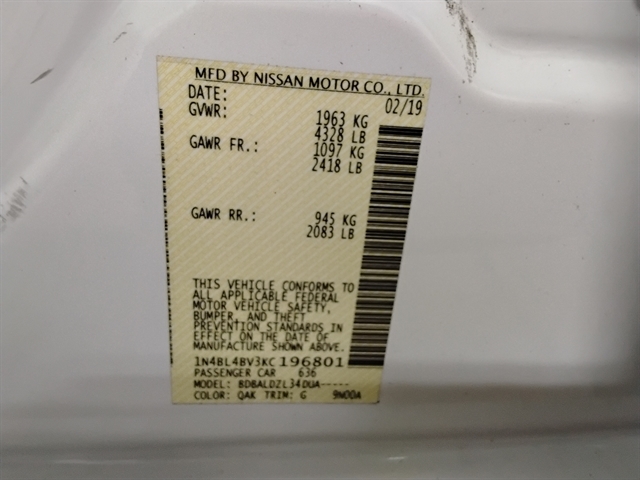 MFD BY NISSAN MOTOR CO., LTD.
DATE: 02/19
GVWR: 1963 KG
4328 LB
GAWR FR.: 1097 KG
2418 LB
GAWR RR.: 945 KG
2083 LB
THIS VEHICLE CONFORMS TO
ALL APPLICABLE FEDERAL
MOTOR VEHICLE SAFETY,
BUMPER, AND THEFT
PREVENTION STANDARDS IN
EFFECT ON THE DATE OF
MANUFACTURE SHOWN ABOVE.
1N4BL4BV3KC196801
PASSENGER CAR 636
MODEL: BDBALDZL34DUA-----
COLOR: QAK TRIM: G 9N00A